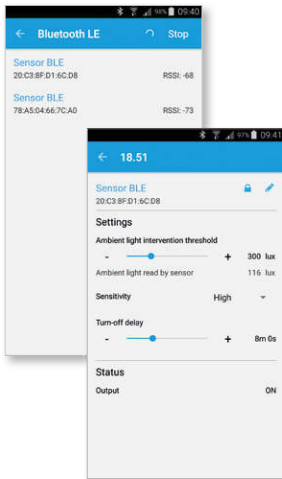 98% 09:40
← Bluetooth LE Stop
Sensor BLE
20:C3:8F:D1:6C:D8 RSSI: -68
Sensor BLE
78:A5:04:66:7C:A0 RSSI: -73
97% 09:41
← 18.51
Sensor BLE
20:C3:8F:D1:6C:D8
Settings
Ambient light intervention threshold
- + 300 lux
Ambient light read by sensor 116 lux
Sensitivity High
Turn-off delay
- + 8m 0s
Status
Output ON